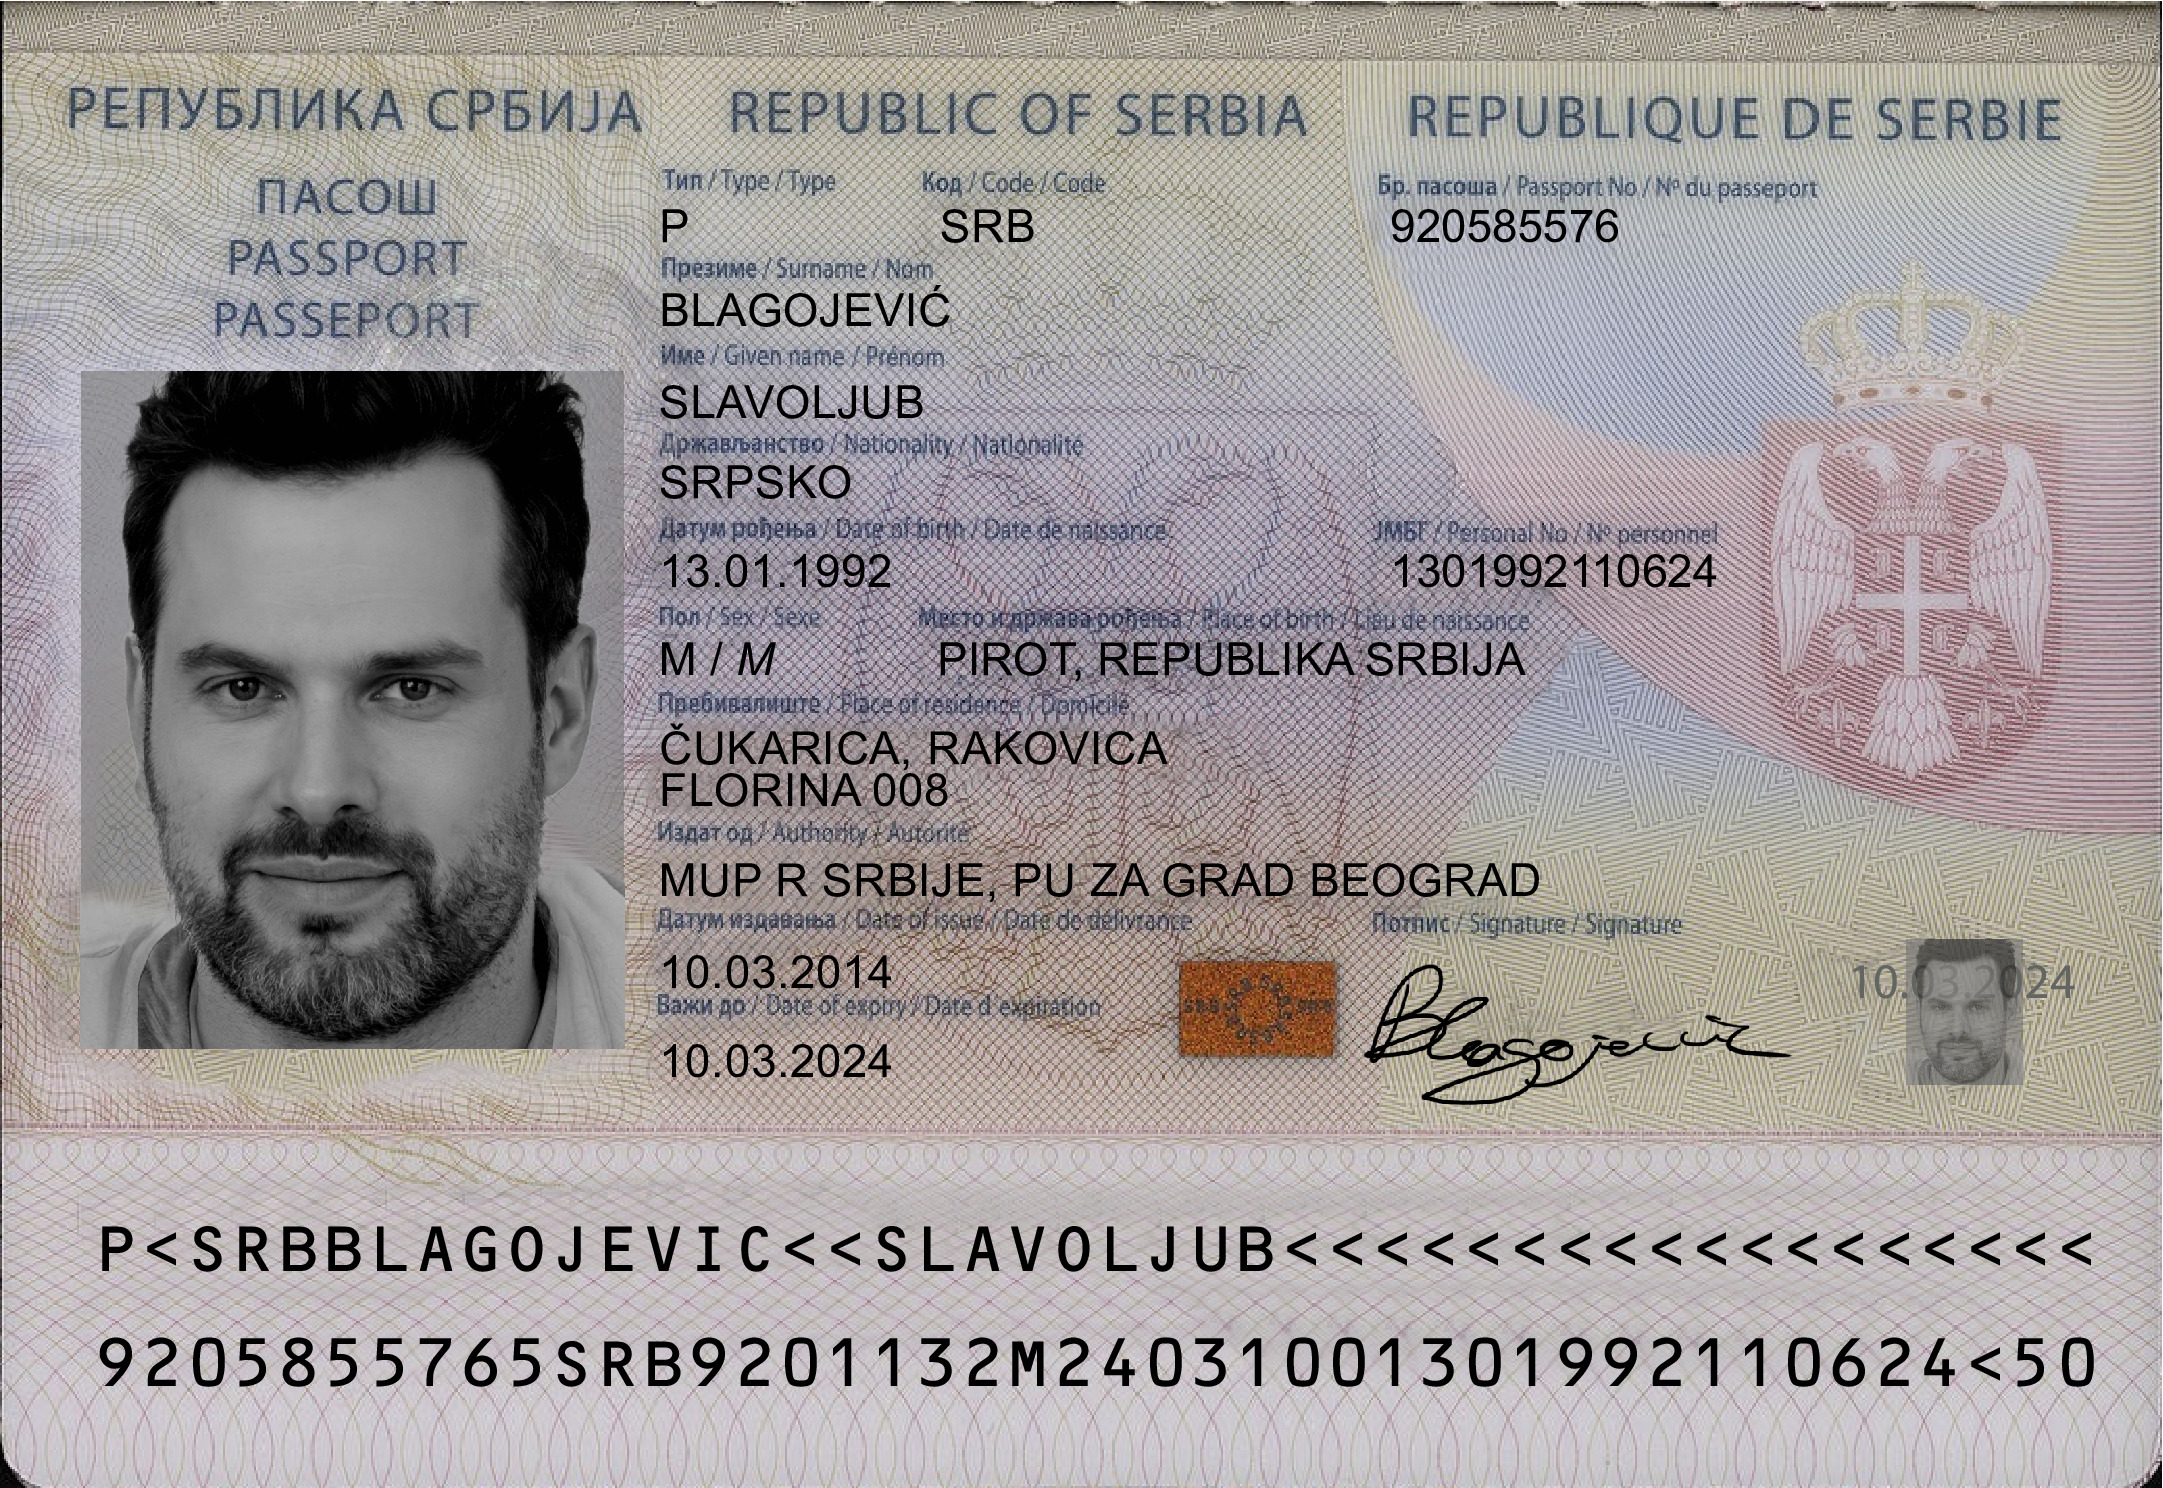 РЕПУБЛИКА СРБИЈА REPUBLIC OF SERBIA REPUBLIQUE DE SERBIE
ПАСОШ
PASSPORT
PASSEPORT
Тип / Type / Type Код / Code / Code Бр. пасоша / Passport No / Nº du passeport
P SRB 920585576
Презиме / Surname / Nom
BLAGOJEVIĆ
Име / Given name / Prénom
SLAVOLJUB
Држављанство / Nationality / Nationalité
SRPSKO
Датум рођења / Date of birth / Date de naissance ЈМБГ / Personal No / Nº personnel
13.01.1992 1301992110624
Пол / Sex / Sexe Место и држава рођења / Place of birth / Lieu de naissance
M / M PIROT, REPUBLIKA SRBIJA
Пребивалиште / Place of residence / Domicile
ČUKARICA, RAKOVICA
FLORINA 008
Издат од / Authority / Autorité
MUP R SRBIJE, PU ZA GRAD BEOGRAD
Датум издавања / Date of issue / Date de délivrance Потпис / Signature / Signature
10.03.2014
Важи до / Date of expiry / Date d expiration
10.03.2024
Blagojević
10.03.2024
P<SRBBLAGOJEVIC<<SLAVOLJUB<<<<<<<<<<<<<<<<<<
9205855765SRB9201132M24031001301992110624<50